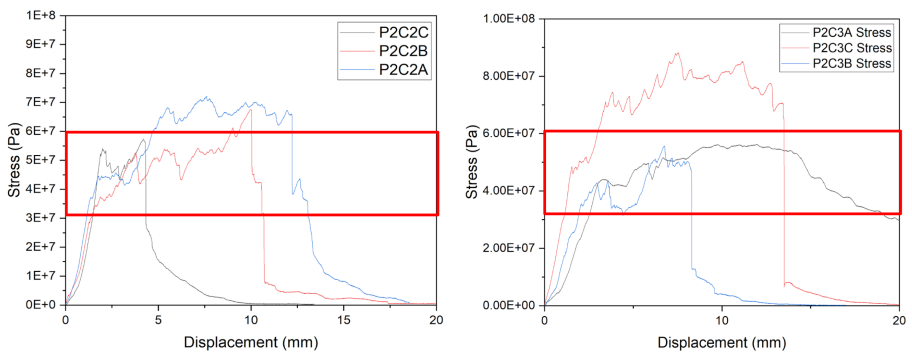 1E+8
9E+7
8E+7
7E+7
6E+7
5E+7
4E+7
3E+7
2E+7
1E+7
0E+0
Stress (Pa)
P2C2C
P2C2B
P2C2A
0
5
10
15
20
Displacement (mm)
1.00E+08
8.00E+07
6.00E+07
4.00E+07
2.00E+07
0.00E+00
Stress (Pa)
P2C3A Stress
P2C3C Stress
P2C3B Stress
0
5
10
15
20
Displacement (mm)